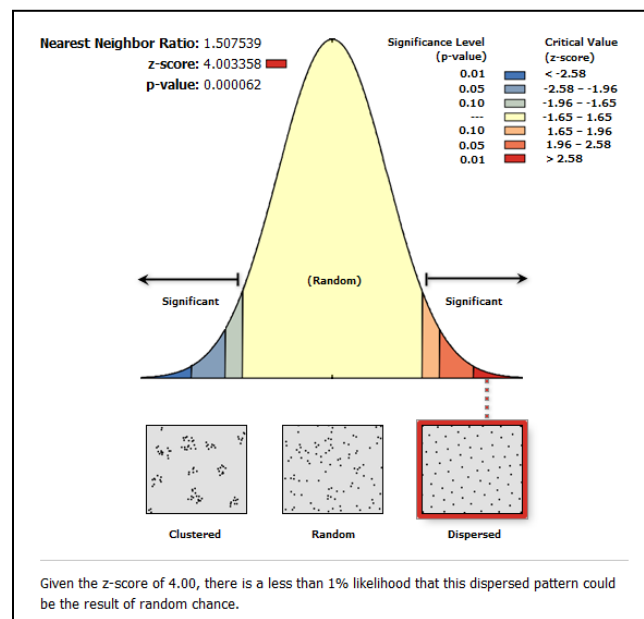 Nearest Neighbor Ratio: 1.507539
z-score: 4.003358
p-value: 0.000062
Significance Level
(p-value)
Critical Value
(z-score)
0.01 < -2.58
0.05 -2.58 – -1.96
0.10 -1.96 – -1.65
--- -1.65 – 1.65
0.10 1.65 – 1.96
0.05 1.96 – 2.58
0.01 > 2.58
Significant
(Random)
Significant
Clustered
Random
Dispersed
Given the z-score of 4.00, there is a less than 1% likelihood that this dispersed pattern could
be the result of random chance.